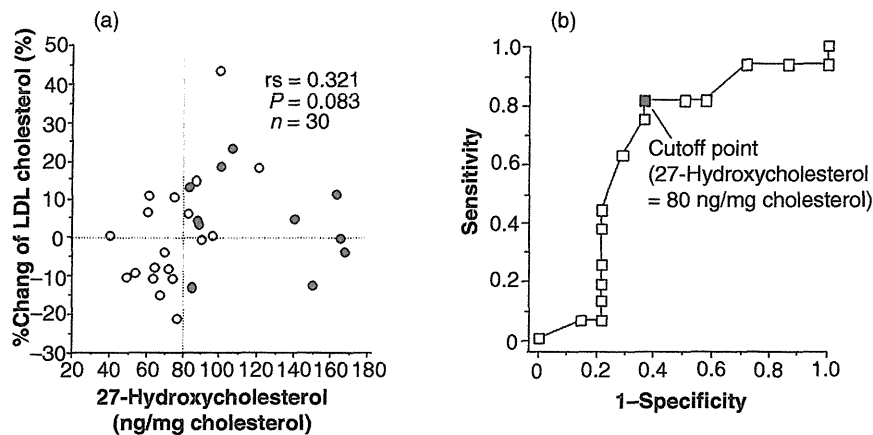 (a)
%Chang of LDL cholesterol (%)
50
40
30
20
10
0
−10
−20
−30
rs = 0.321
P = 0.083
n = 30
20 40 60 80 100 120 140 160 180
27-Hydroxycholesterol
(ng/mg cholesterol)
(b)
Sensitivity
1.0
0.8
0.6
0.4
0.2
0
Cutoff point
(27-Hydroxycholesterol
= 80 ng/mg cholesterol)
0 0.2 0.4 0.6 0.8 1.0
1–Specificity